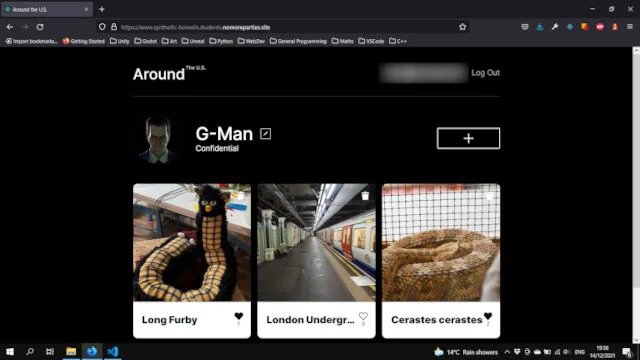 Around the U.S.
https://www.synthetic-borealis.students.nomoreparties.site
Import bookmarks...
Getting Started
Unity
Godot
Art
Unreal
Python
WebDev
General Programming
Maths
VSCode
C++
Around The U.S.
Log Out
G-Man
Confidential
Long Furby
1
London Undergr...
0
Cerastes cerastes
1
14°C Rain showers
19:38
14/12/2021